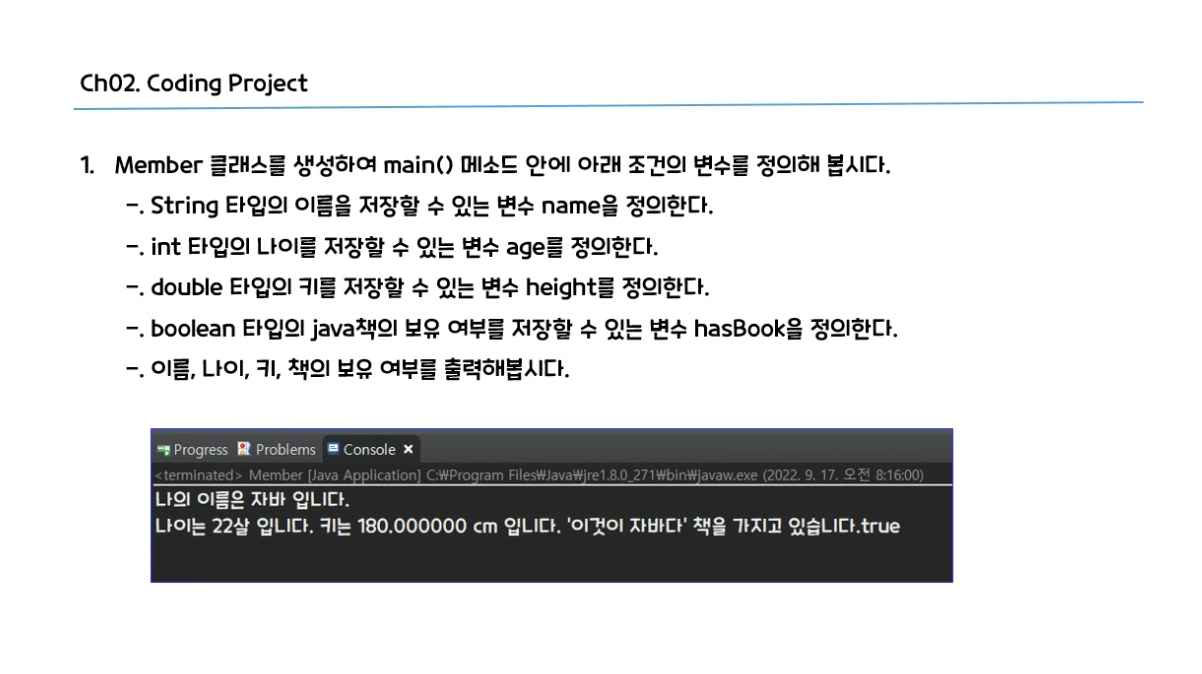 Ch02. Coding Project
1. Member 클래스를 생성하여 main() 메소드 안에 아래 조건의 변수를 정의해 봅시다.
-. String 타입의 이름을 저장할 수 있는 변수 name을 정의한다.
-. int 타입의 나이를 저장할 수 있는 변수 age를 정의한다.
-. double 타입의 키를 저장할 수 있는 변수 height를 정의한다.
-. boolean 타입의 java책의 보유 여부를 저장할 수 있는 변수 hasBook을 정의한다.
-. 이름, 나이, 키, 책의 보유 여부를 출력해봅시다.
Progress Problems Console ×
<terminated> Member [Java Application] C:₩Program Files₩Java₩jre1.8.0_271₩bin₩javaw.exe (2022. 9. 17. 오전 8:16:00)
나의 이름은 자바 입니다.
나이는 22살 입니다. 키는 180.000000 cm 입니다. '이것이 자바다' 책을 가지고 있습니다.true